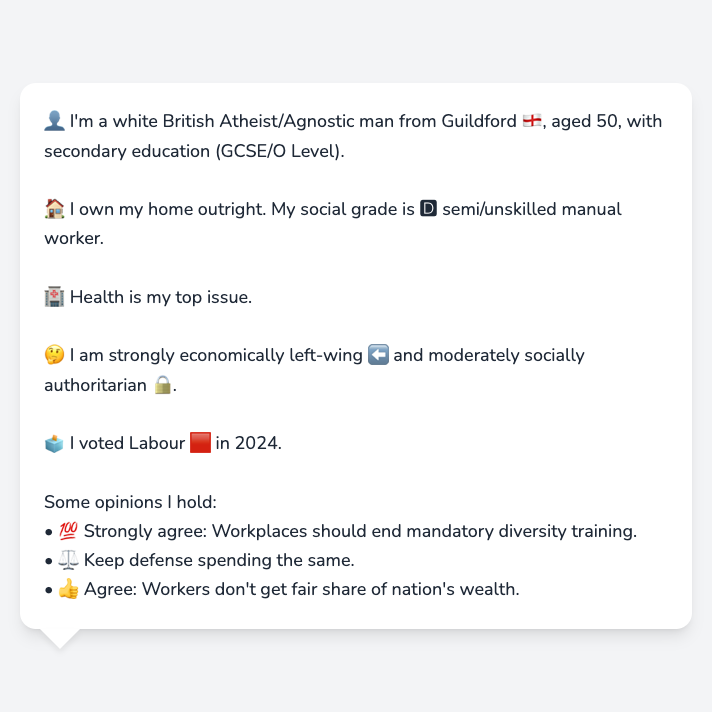 👤 I'm a white British Atheist/Agnostic man from Guildford 🏴󠁧󠁢󠁥󠁮󠁧󠁿, aged 50, with
secondary education (GCSE/O Level).
🏠 I own my home outright. My social grade is 🅳 semi/unskilled manual
worker.
🏥 Health is my top issue.
🤔 I am strongly economically left-wing ⬅️ and moderately socially
authoritarian 🔒.
🗳️ I voted Labour 🟥 in 2024.
Some opinions I hold:
• 💯 Strongly agree: Workplaces should end mandatory diversity training.
• ⚖️ Keep defense spending the same.
• 👍 Agree: Workers don't get fair share of nation's wealth.